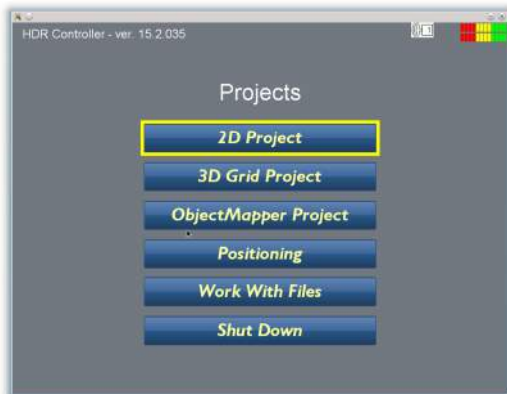 HDR Controller - ver. 15.2.035
Projects
2D Project
3D Grid Project
ObjectMapper Project
Positioning
Work With Files
Shut Down